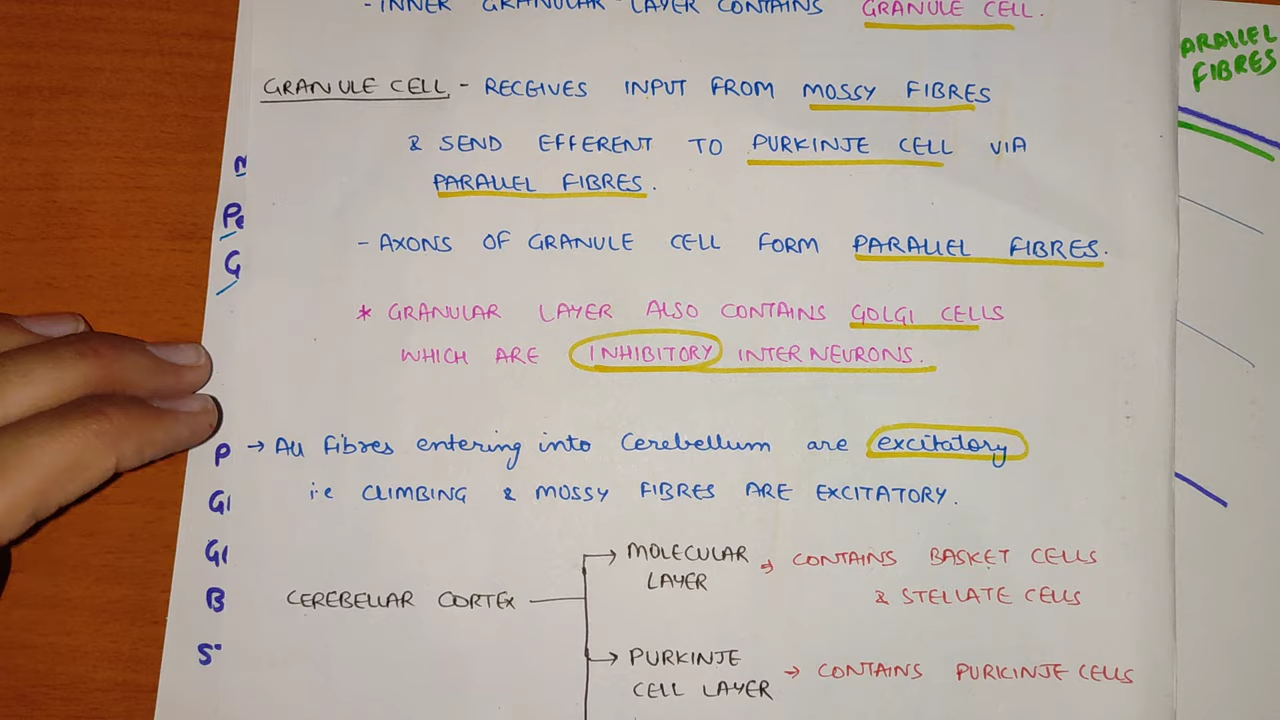 - INNER GRANULAR LAYER CONTAINS GRANULE CELL.
GRANULE CELL - RECEIVES INPUT FROM MOSSY FIBRES
& SEND EFFERENT TO PURKINJE CELL VIA
PARALLEL FIBRES.
- AXONS OF GRANULE CELL FORM PARALLEL FIBRES.
* GRANULAR LAYER ALSO CONTAINS GOLGI CELLS
WHICH ARE INHIBITORY INTERNEURONS.
→ All Fibres entering into Cerebellum are excitatory
i.e CLIMBING & MOSSY FIBRES ARE EXCITATORY.
CEREBELLAR CORTEX
→ MOLECULAR LAYER → CONTAINS BASKET CELLS
& STELLATE CELLS
→ PURKINJE CELL LAYER → CONTAINS PURKINJE CELLS
P
G
P
G
G
B
S
ARALLEL
FIBRES